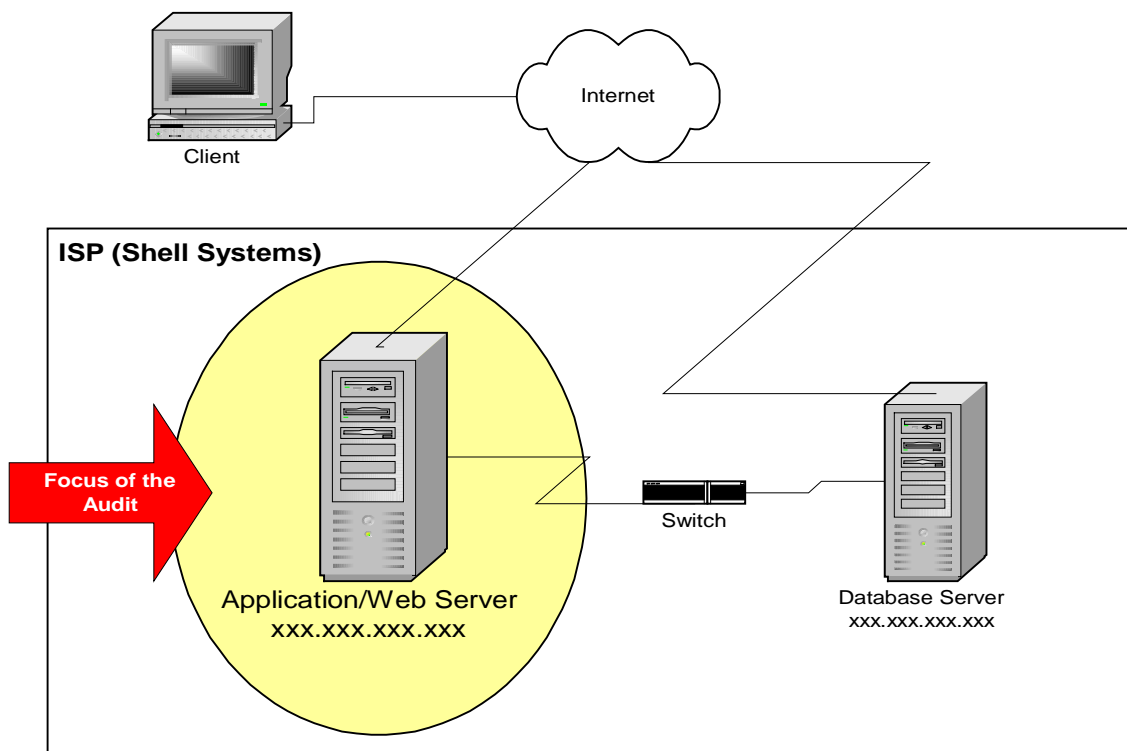 Internet
Client
ISP (Shell Systems)
Focus of the
Audit
Switch
Application/Web Server
xxx.xxx.xxx.xxx
Database Server
xxx.xxx.xxx.xxx